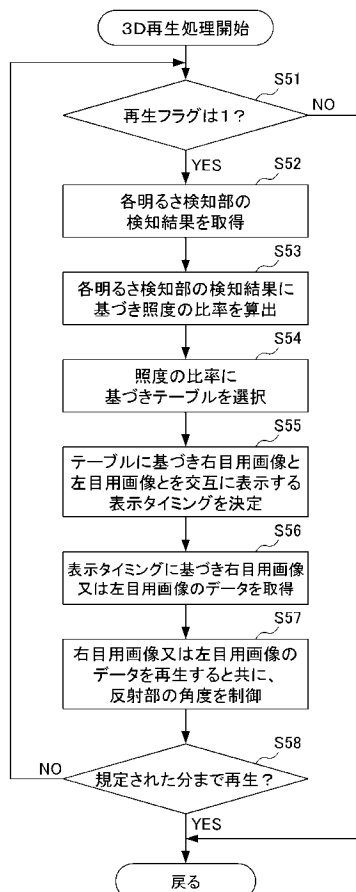 3D再生処理開始
S51
再生フラグは1?
NO
YES
S52
各明るさ検知部の
検知結果を取得
S53
各明るさ検知部の検知結果に
基づき照度の比率を算出
S54
照度の比率に
基づきテーブルを選択
S55
テーブルに基づき右目用画像と
左目用画像とを交互に表示する
表示タイミングを決定
S56
表示タイミングに基づき右目用画像
又は左目用画像のデータを取得
S57
右目用画像又は左目用画像の
データを再生すると共に、
反射部の角度を制御
S58
NO
規定された分まで再生?
YES
戻る